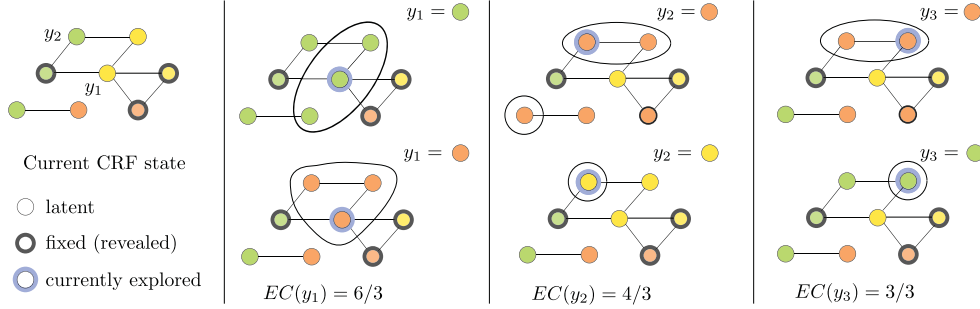 y₂
y₁
Current CRF state
latent
fixed (revealed)
currently explored
y₁ =
y₁ =
EC(y₁) = 6/3
y₂ =
y₂ =
EC(y₂) = 4/3
y₃ =
y₃ =
EC(y₃) = 3/3